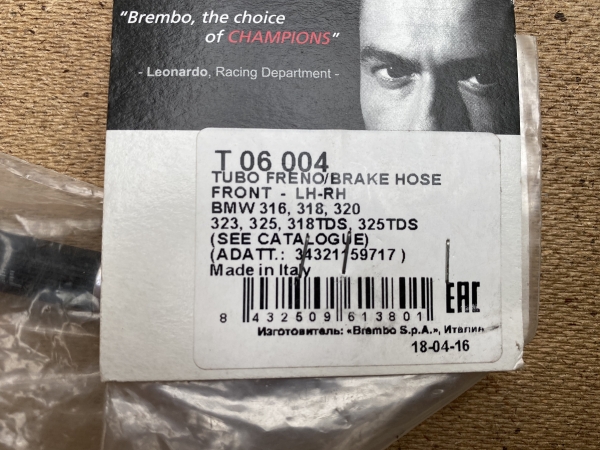 "Brembo, the choice
of CHAMPIONS"
- Leonardo, Racing Department -
T 06 004
TUBO FRENO/BRAKE HOSE
FRONT - LH-RH
BMW 316, 318, 320
323, 325, 318TDS, 325TDS
(SEE CATALOGUE)
(ADATT.: 34321159717 )
Made in Italy
EAC
8 432509 613801
Изготовитель: «Brembo S.p.A.», Италия
18-04-16